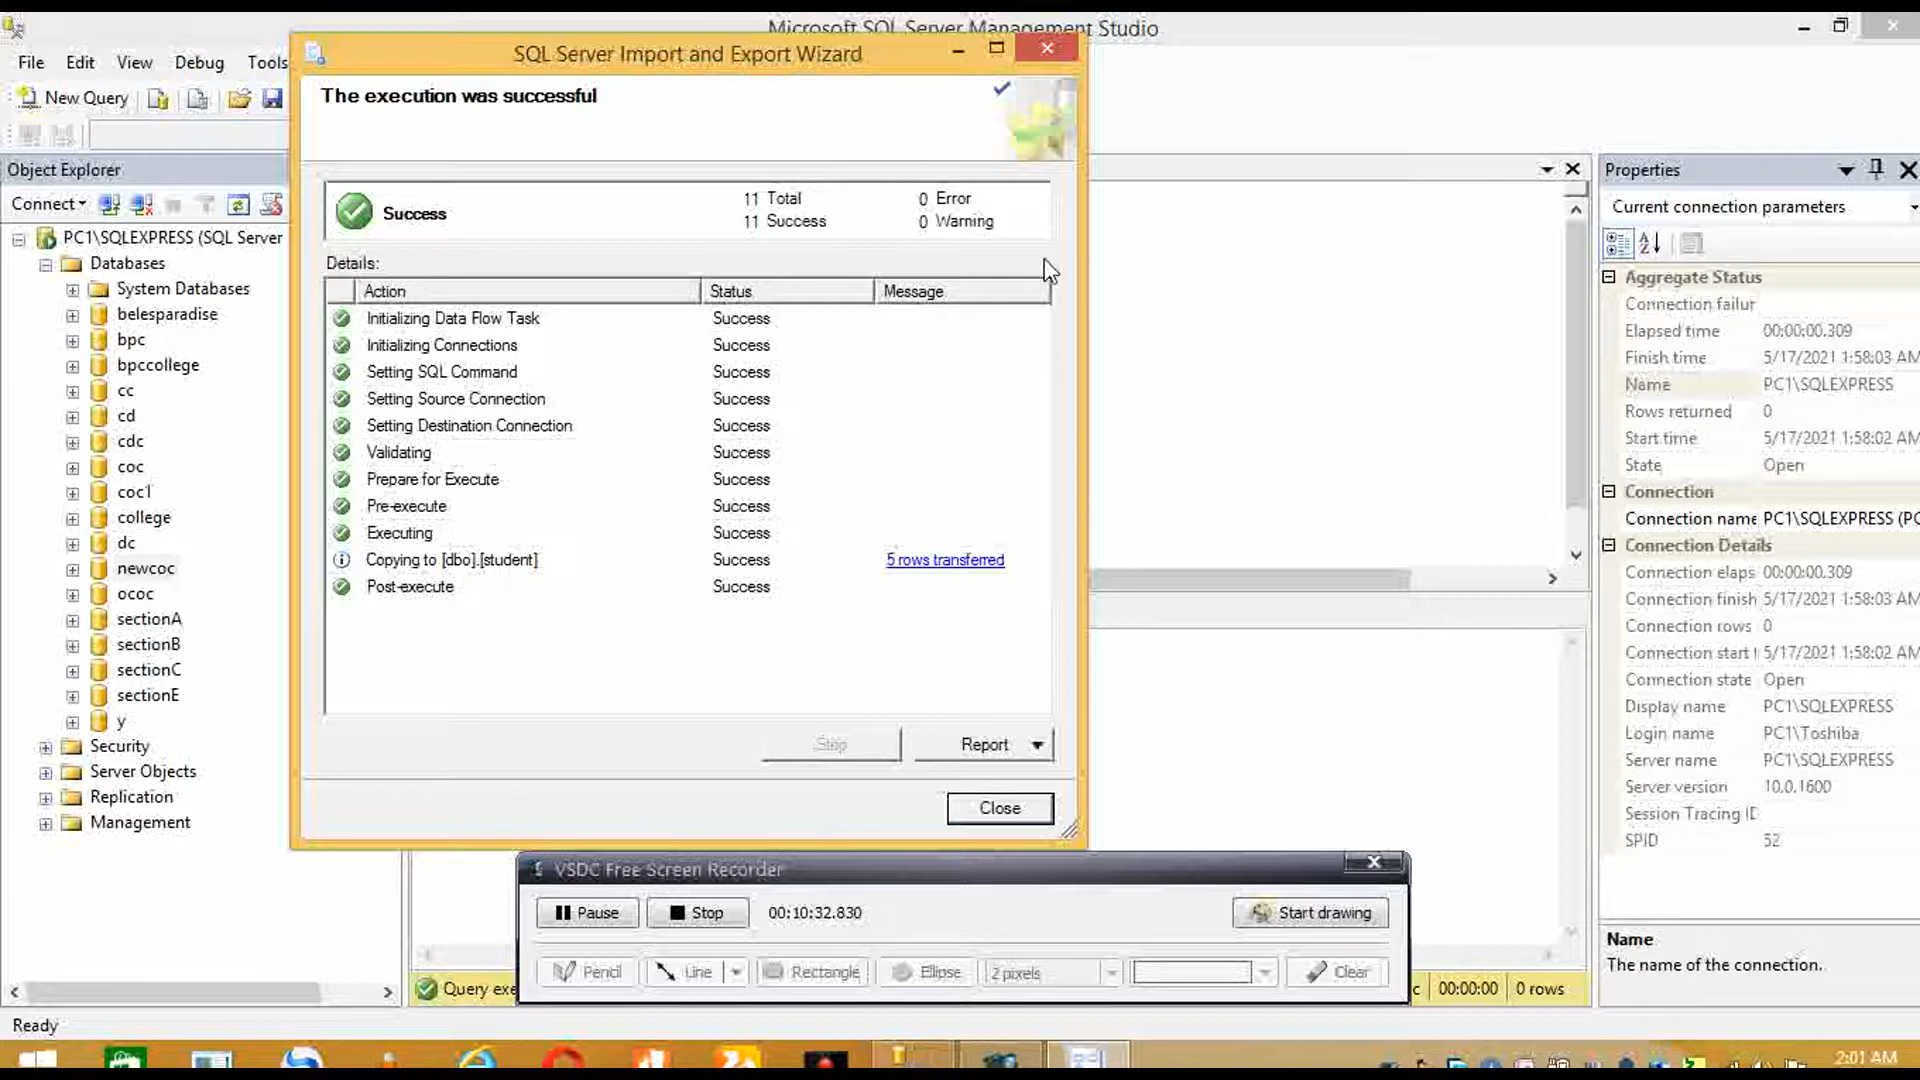 Microsoft SQL Server Management Studio
SQL Server Import and Export Wizard
File Edit View Debug Tools
New Query
The execution was successful
Success
11 Total 0 Error
11 Success 0 Warning
Details:
Action Status Message
Initializing Data Flow Task Success
Initializing Connections Success
Setting SQL Command Success
Setting Source Connection Success
Setting Destination Connection Success
Validating Success
Prepare for Execute Success
Pre-execute Success
Executing Success
Copying to [dbo].[student] Success 5 rows transferred
Post-execute Success
Stop Report
Close
Object Explorer
Connect
PC1\SQLEXPRESS (SQL Server
Databases
System Databases
belesparadise
bpc
bpccollege
cc
cd
cdc
coc
coc1
college
dc
newcoc
ococ
sectionA
sectionB
sectionC
sectionE
y
Security
Server Objects
Replication
Management
Properties
Current connection parameters
Aggregate Status
Connection failur
Elapsed time 00:00:00.309
Finish time 5/17/2021 1:58:03 AM
Name PC1\SQLEXPRESS
Rows returned 0
Start time 5/17/2021 1:58:02 AM
State Open
Connection
Connection name PC1\SQLEXPRESS (PC
Connection Details
Connection elaps 00:00:00.309
Connection finish 5/17/2021 1:58:03 AM
Connection rows 0
Connection start t 5/17/2021 1:58:02 AM
Connection state Open
Display name PC1\SQLEXPRESS
Login name PC1\Toshiba
Server name PC1\SQLEXPRESS
Server version 10.0.1600
Session Tracing ID
SPID 52
Name
The name of the connection.
VSDC Free Screen Recorder
Pause Stop 00:10:32.830 Start drawing
Pencil Line Rectangle Ellipse 2 pixels Clear
Query exe c 00:00:00 0 rows
Ready
2:01 AM